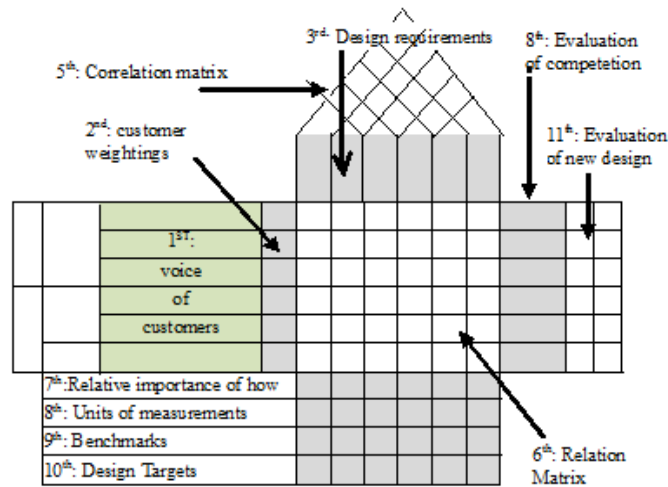 3rd- Design requirements
8th: Evaluation
of competetion
5th: Correlation matrix
2nd: customer
weightings
11th: Evaluation
of new design
1ST:
voice
of
customers
7th:Relative importance of how
8th: Units of measurements
9th: Benchmarks
10th: Design Targets
6th: Relation
Matrix